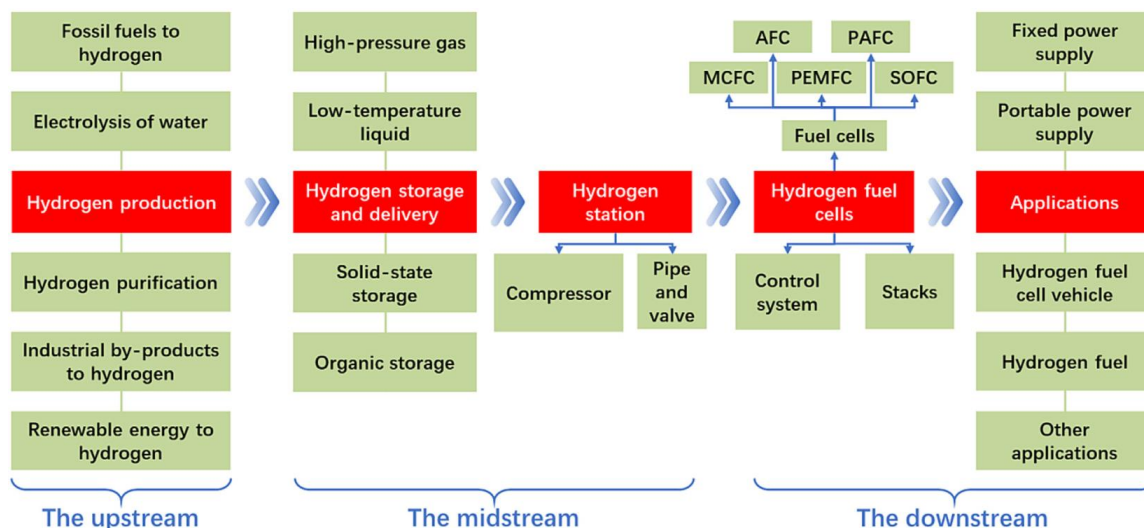 Fossil fuels to
hydrogen
Electrolysis of water
Hydrogen production
Hydrogen purification
Industrial by-products
to hydrogen
Renewable energy to
hydrogen
The upstream
High-pressure gas
Low-temperature
liquid
Hydrogen storage
and delivery
Solid-state
storage
Organic storage
Hydrogen
station
Compressor
Pipe
and
valve
The midstream
AFC
PAFC
MCFC
PEMFC
SOFC
Fuel cells
Hydrogen fuel
cells
Control
system
Stacks
Fixed power
supply
Portable power
supply
Applications
Hydrogen fuel
cell vehicle
Hydrogen fuel
Other
applications
The downstream